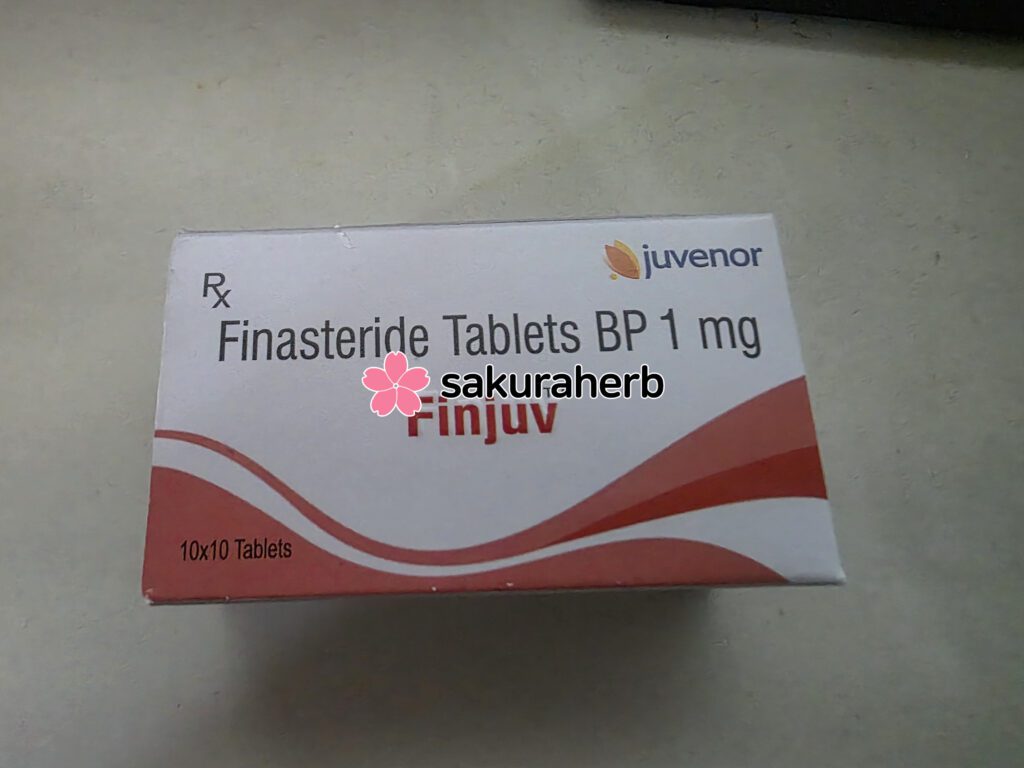 Rx
juvenor
Finasteride Tablets BP 1 mg
sakuraherb
Finjuv
10x10 Tablets